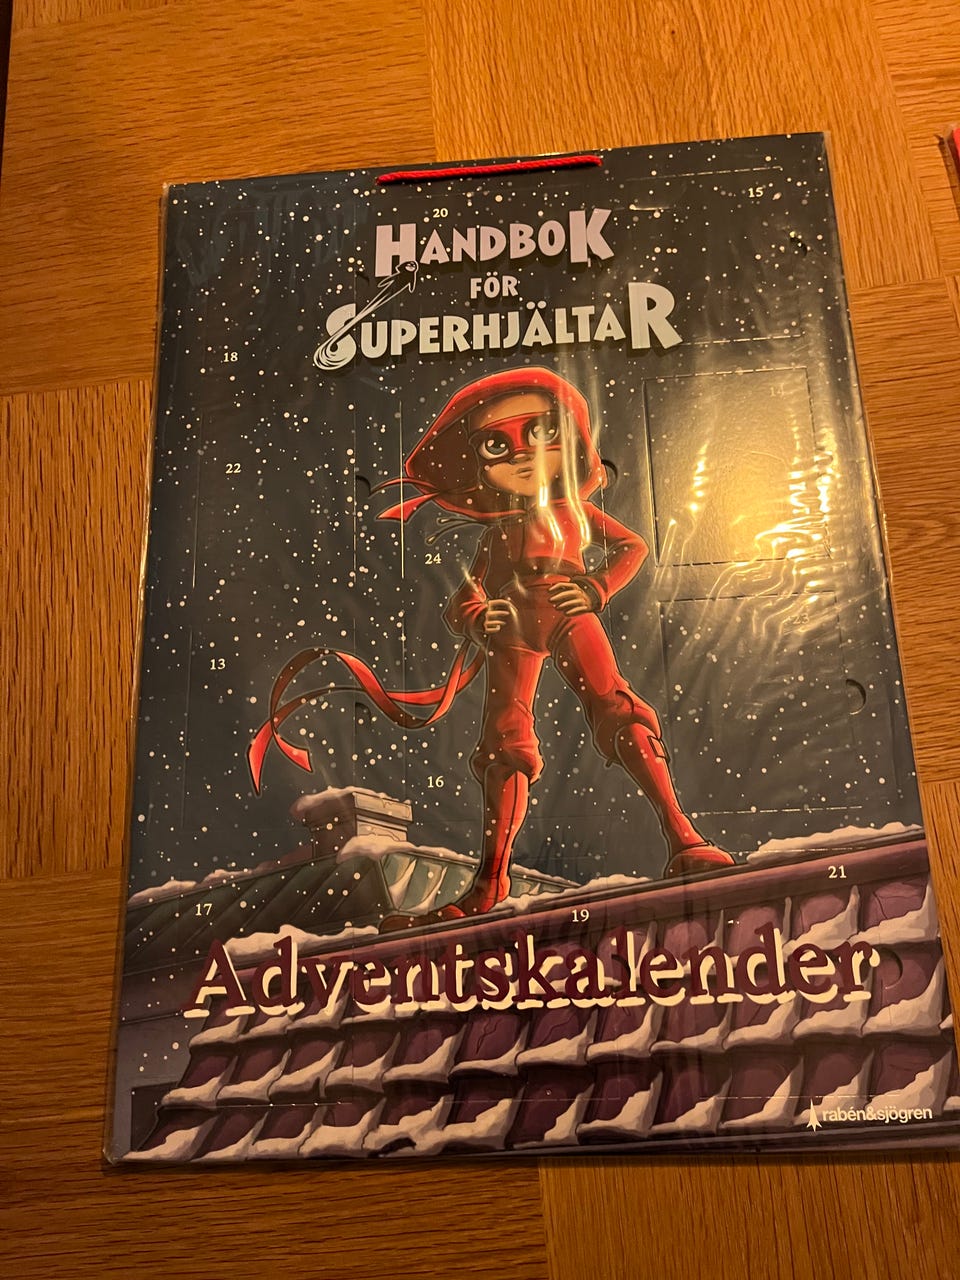 15
20
HANDBOK
FÖR
SUPERHJÄLTAR
18
14
22
24
23
13
16
21
17
19
Adventskalender
rabén&sjögren